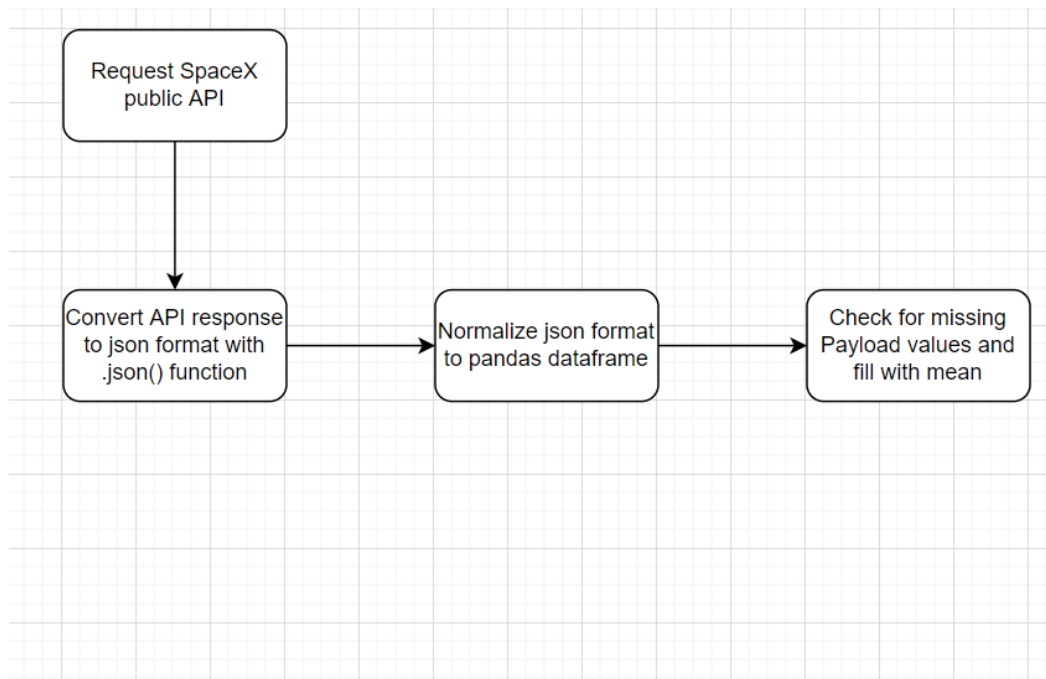 Request SpaceX
public API
Convert API response
to json format with
.json() function
Normalize json format
to pandas dataframe
Check for missing
Payload values and
fill with mean